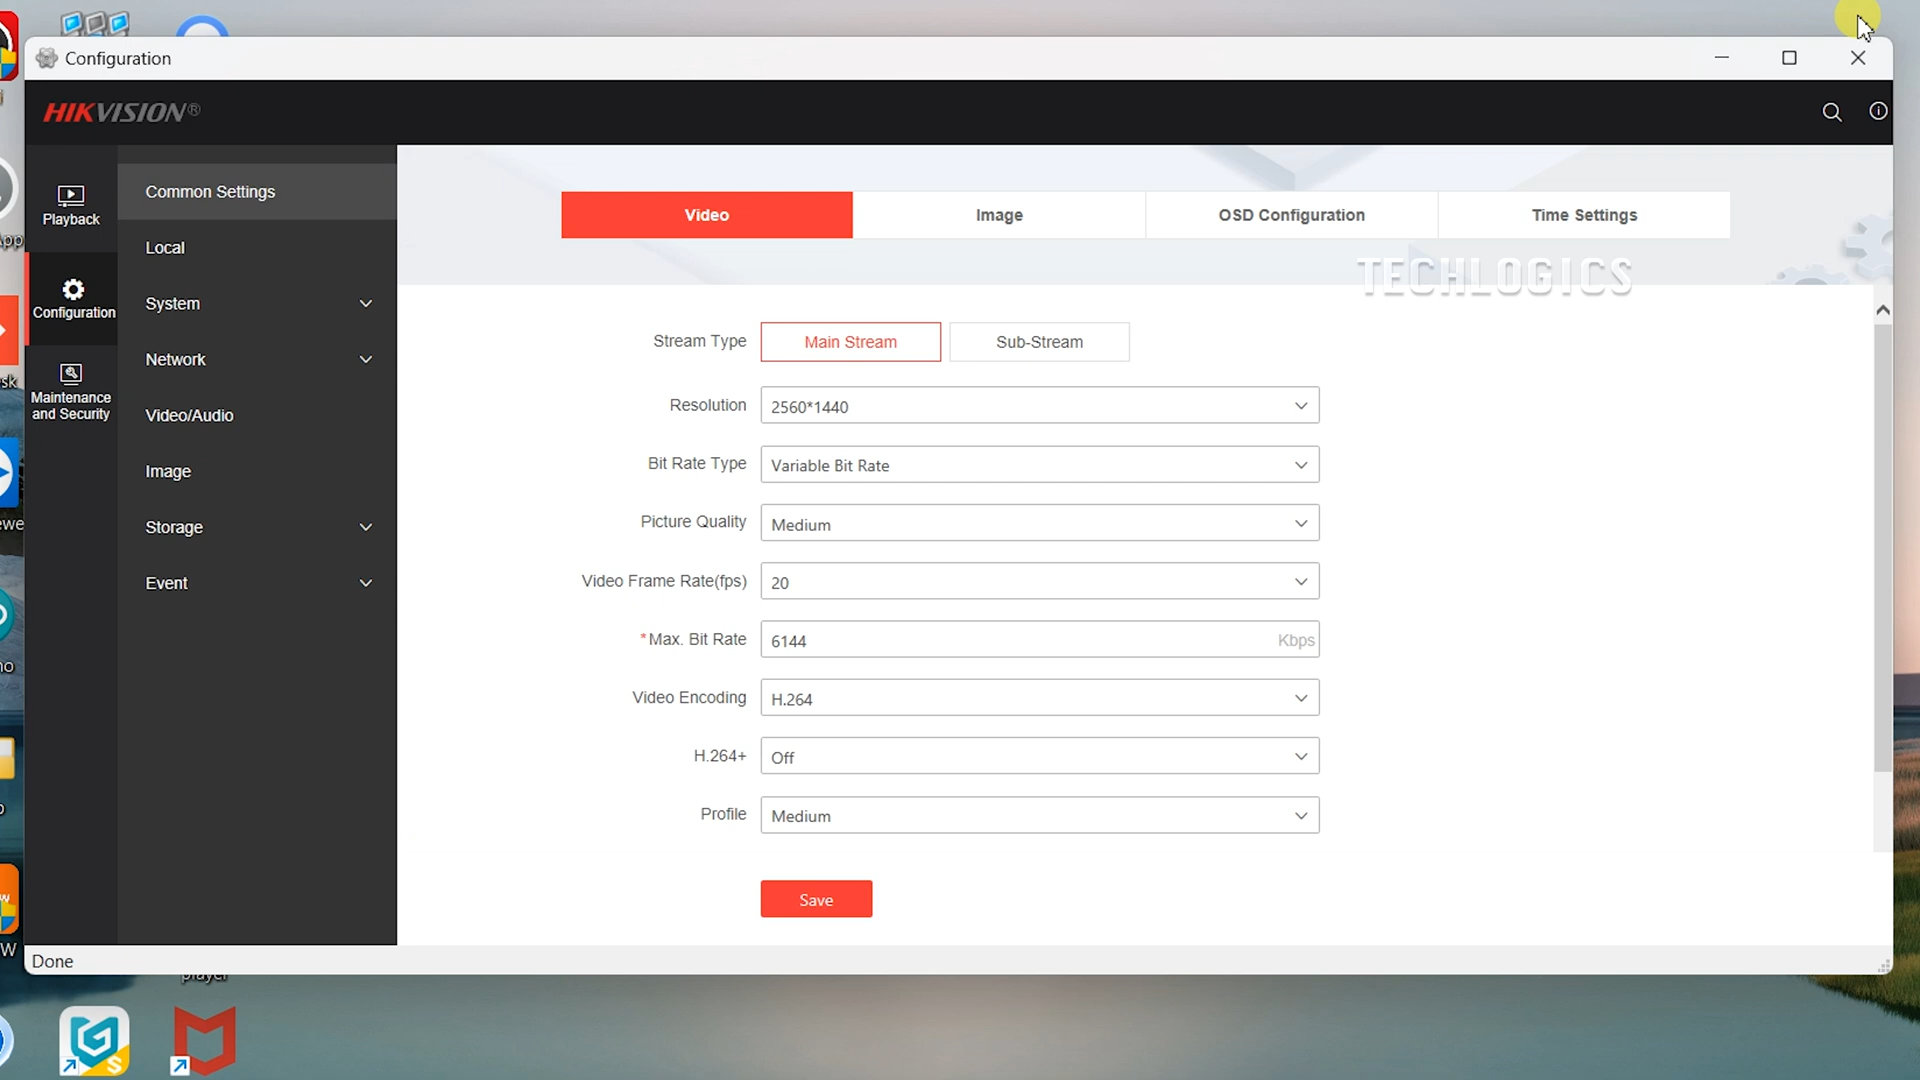 Configuration
HIKVISION®
Playback
Configuration
Maintenance
and Security
Common Settings
Local
System
Network
Video/Audio
Image
Storage
Event
Video
Image
OSD Configuration
Time Settings
TECHLOGICS
Stream Type
Main Stream
Sub-Stream
Resolution
2560*1440
Bit Rate Type
Variable Bit Rate
Picture Quality
Medium
Video Frame Rate(fps)
20
*Max. Bit Rate
6144
Kbps
Video Encoding
H.264
H.264+
Off
Profile
Medium
Save
Done
player